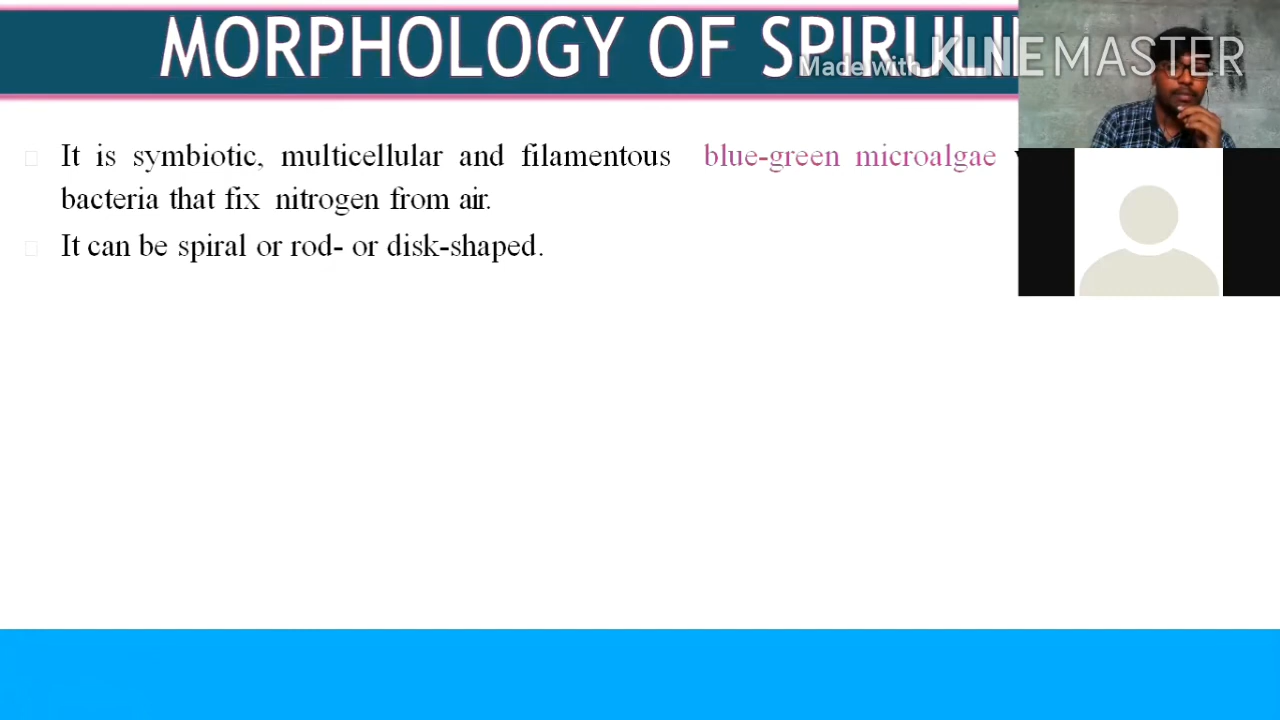 MORPHOLOGY OF SPIRULI
Made with KINEMASTER
It is symbiotic, multicellular and filamentous blue-green microalgae
bacteria that fix nitrogen from air.
It can be spiral or rod- or disk-shaped.